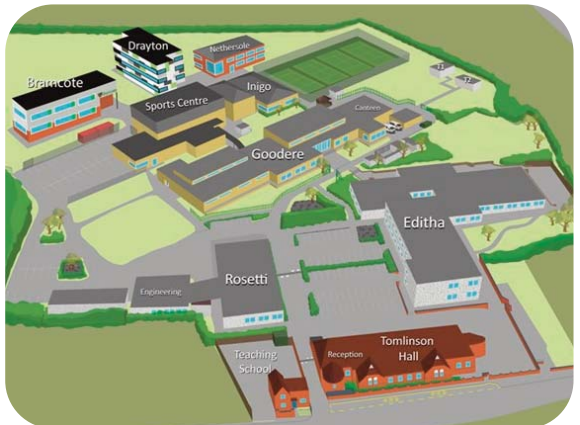 Drayton
Nethersole
Bramcote
Inigo
Sports Centre
Canteen
Goodere
Editha
Rosetti
Engineering
Teaching
School
Reception
Tomlinson
Hall